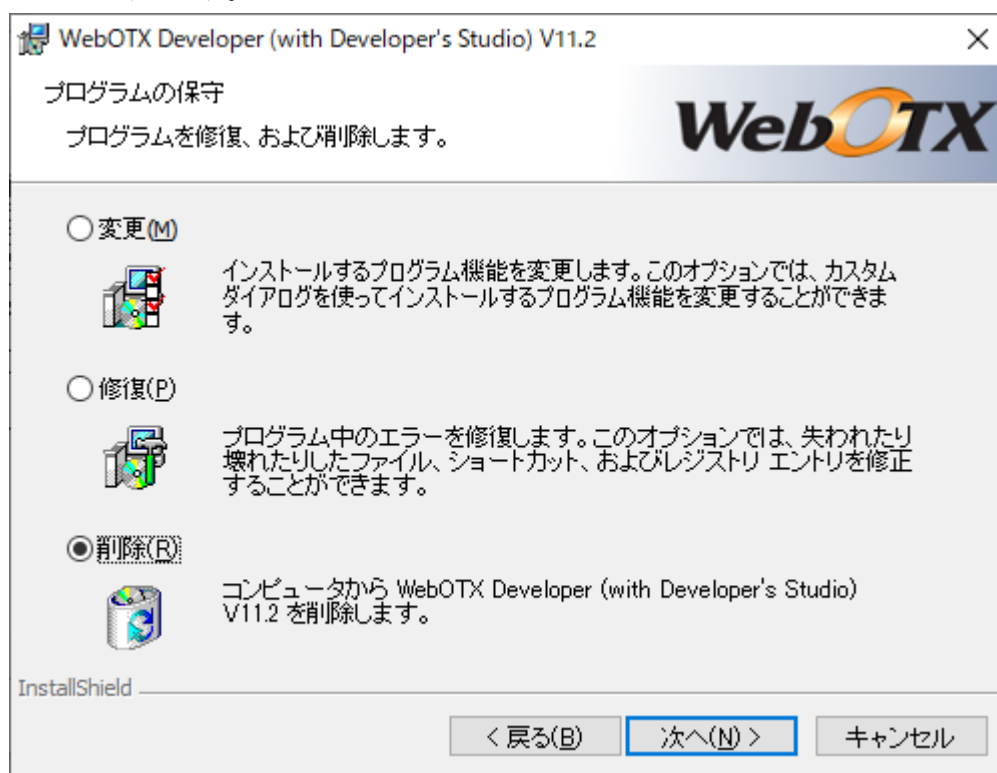 WebOTX Developer (with Developer's Studio) V11.2
プログラムの保守
プログラムを修復、および削除します。
WebOTX
変更(M)
インストールするプログラム機能を変更します。このオプションでは、カスタム
ダイアログを使ってインストールするプログラム機能を変更することができま
す。
修復(P)
プログラム中のエラーを修復します。このオプションでは、失われたり
壊れたりしたファイル、ショートカット、およびレジストリ エントリを修正
することができます。
削除(R)
コンピュータから WebOTX Developer (with Developer's Studio)
V11.2 を削除します。
InstallShield
< 戻る(B)
次へ(N) >
キャンセル